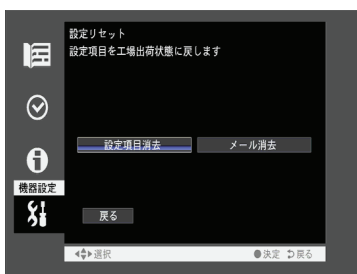 設定リセット
設定項目を工場出荷状態に戻します
設定項目消去
メール消去
機器設定
戻る
選択
決定 戻る